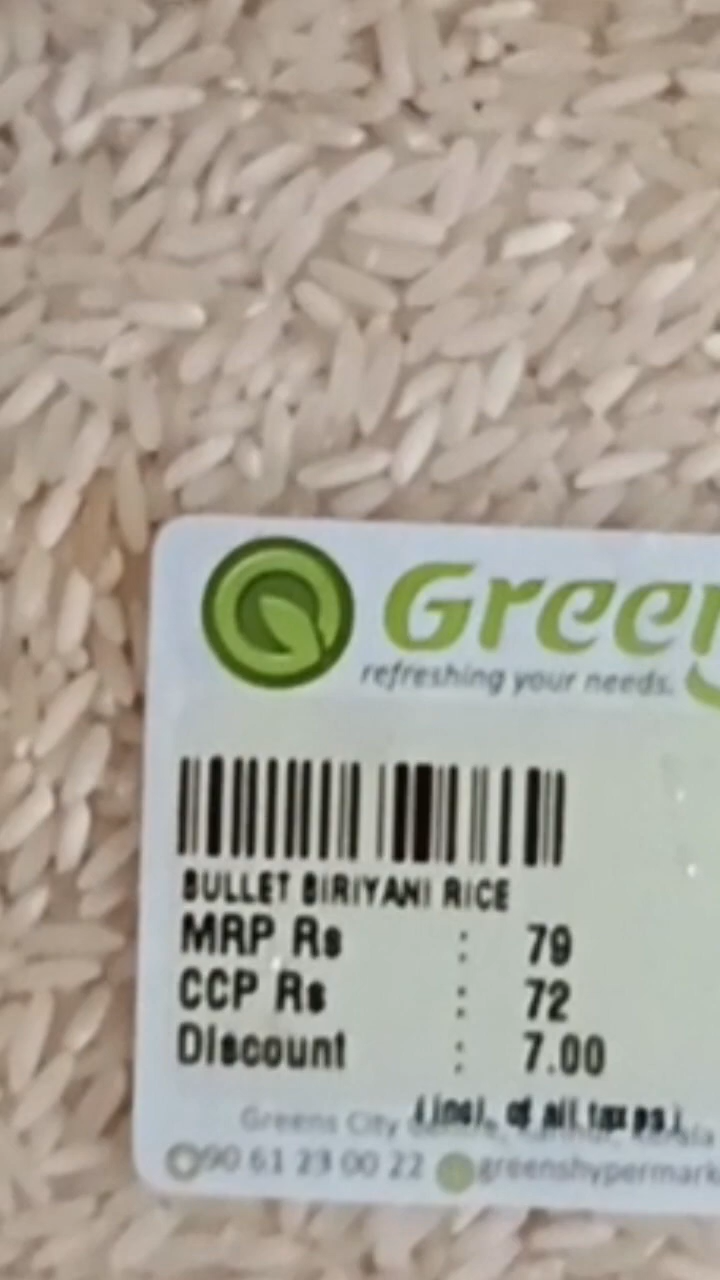 Green
refreshing your needs.
BULLET BIRIYANI RICE
MRP Rs : 79
CCP Rs : 72
Discount : 7.00
(incl. of all taxes)
Greens City
90 61 23 00 22 greenshypermark